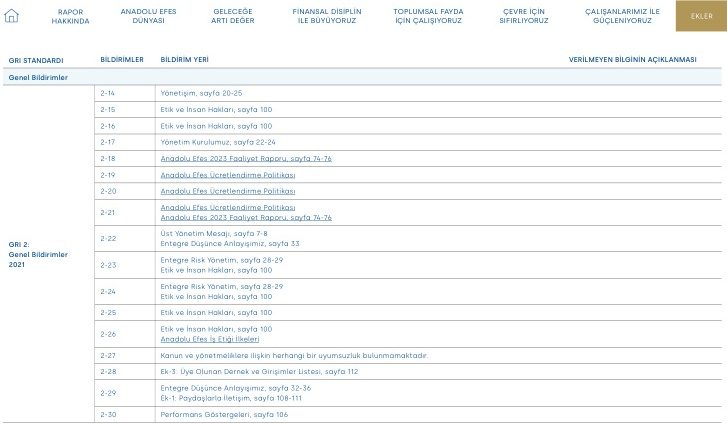 RAPOR
HAKKINDA
ANADOLU EFES
DÜNYASI
GELECEĞE
ARTI DEĞER
FİNANSAL DİSİPLİN
İLE BÜYÜYORUZ
TOPLUMSAL FAYDA
İÇİN ÇALIŞIYORUZ
ÇEVRE İÇİN
SIFIRLIYORUZ
ÇALIŞANLARIMIZ İLE
GÜÇLENİYORUZ
EKLER
GRI STANDARDI BİLDİRİMLER BİLDİRİM YERİ VERİLMEYEN BİLGİNİN AÇIKLAMASI
Genel Bildirimler
GRI 2:
Genel Bildirimler
2021
2-14 Yönetişim, sayfa 20-25
2-15 Etik ve İnsan Hakları, sayfa 100
2-16 Etik ve İnsan Hakları, sayfa 100
2-17 Yönetim Kurulumuz, sayfa 22-24
2-18 Anadolu Efes 2023 Faaliyet Raporu, sayfa 74-76
2-19 Anadolu Efes Ücretlendirme Politikası
2-20 Anadolu Efes Ücretlendirme Politikası
2-21 Anadolu Efes Ücretlendirme Politikası
Anadolu Efes 2023 Faaliyet Raporu, sayfa 74-76
2-22 Üst Yönetim Mesajı, sayfa 7-8
Entegre Düşünce Anlayışımız, sayfa 33
2-23 Entegre Risk Yönetim, sayfa 28-29
Etik ve İnsan Hakları, sayfa 100
2-24 Entegre Risk Yönetim, sayfa 28-29
Etik ve İnsan Hakları, sayfa 100
2-25 Etik ve İnsan Hakları, sayfa 100
2-26 Etik ve İnsan Hakları, sayfa 100
Anadolu Efes İş Etiği İlkeleri
2-27 Kanun ve yönetmeliklere ilişkin herhangi bir uyumsuzluk bulunmamaktadır.
2-28 Ek-3: Üye Olunan Dernek ve Girişimler Listesi, sayfa 112
2-29 Entegre Düşünce Anlayışımız, sayfa 32-36
Ek-1: Paydaşlarla İletişim, sayfa 108-111
2-30 Performans Göstergeleri, sayfa 106